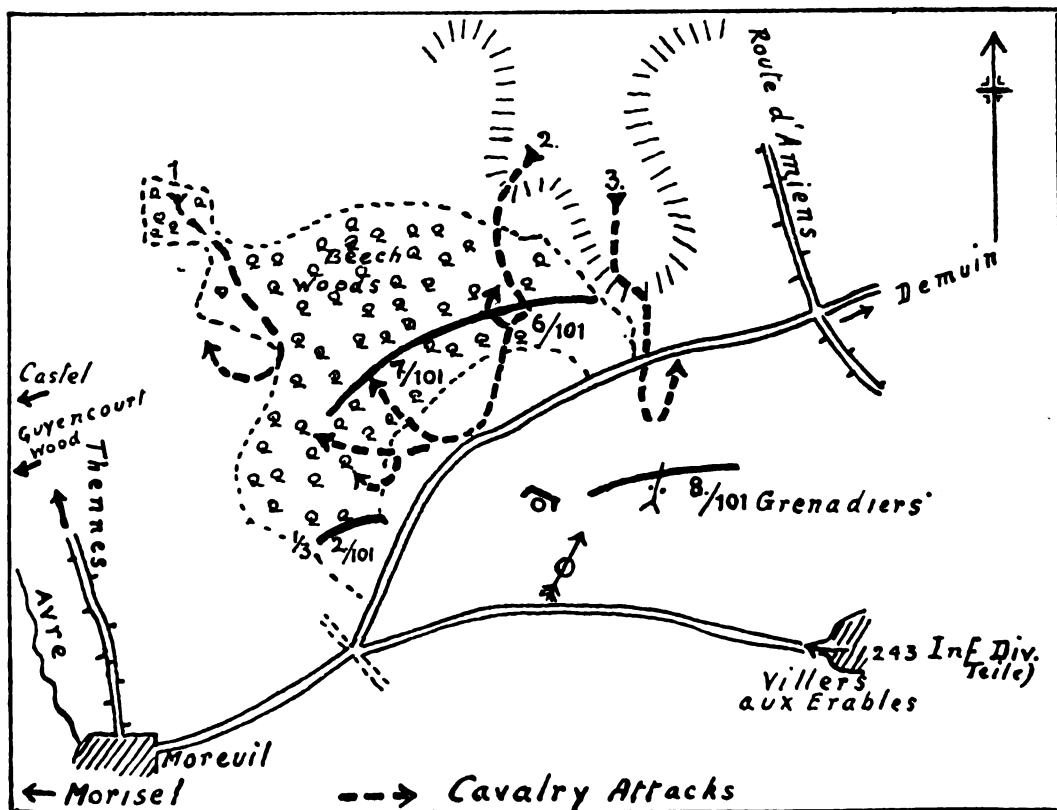 Route d'Amiens
1
2.
3.
Beech
Woods
Demuin
6/101
7/101
Castel
Guyencourt
Wood
Thennes.
8./101 Grenadiers
1/3 2/101
Avre
243 Inf. Div.
Teile)
Villers
aux Erables
Moreuil
Morisel
Cavalry Attacks